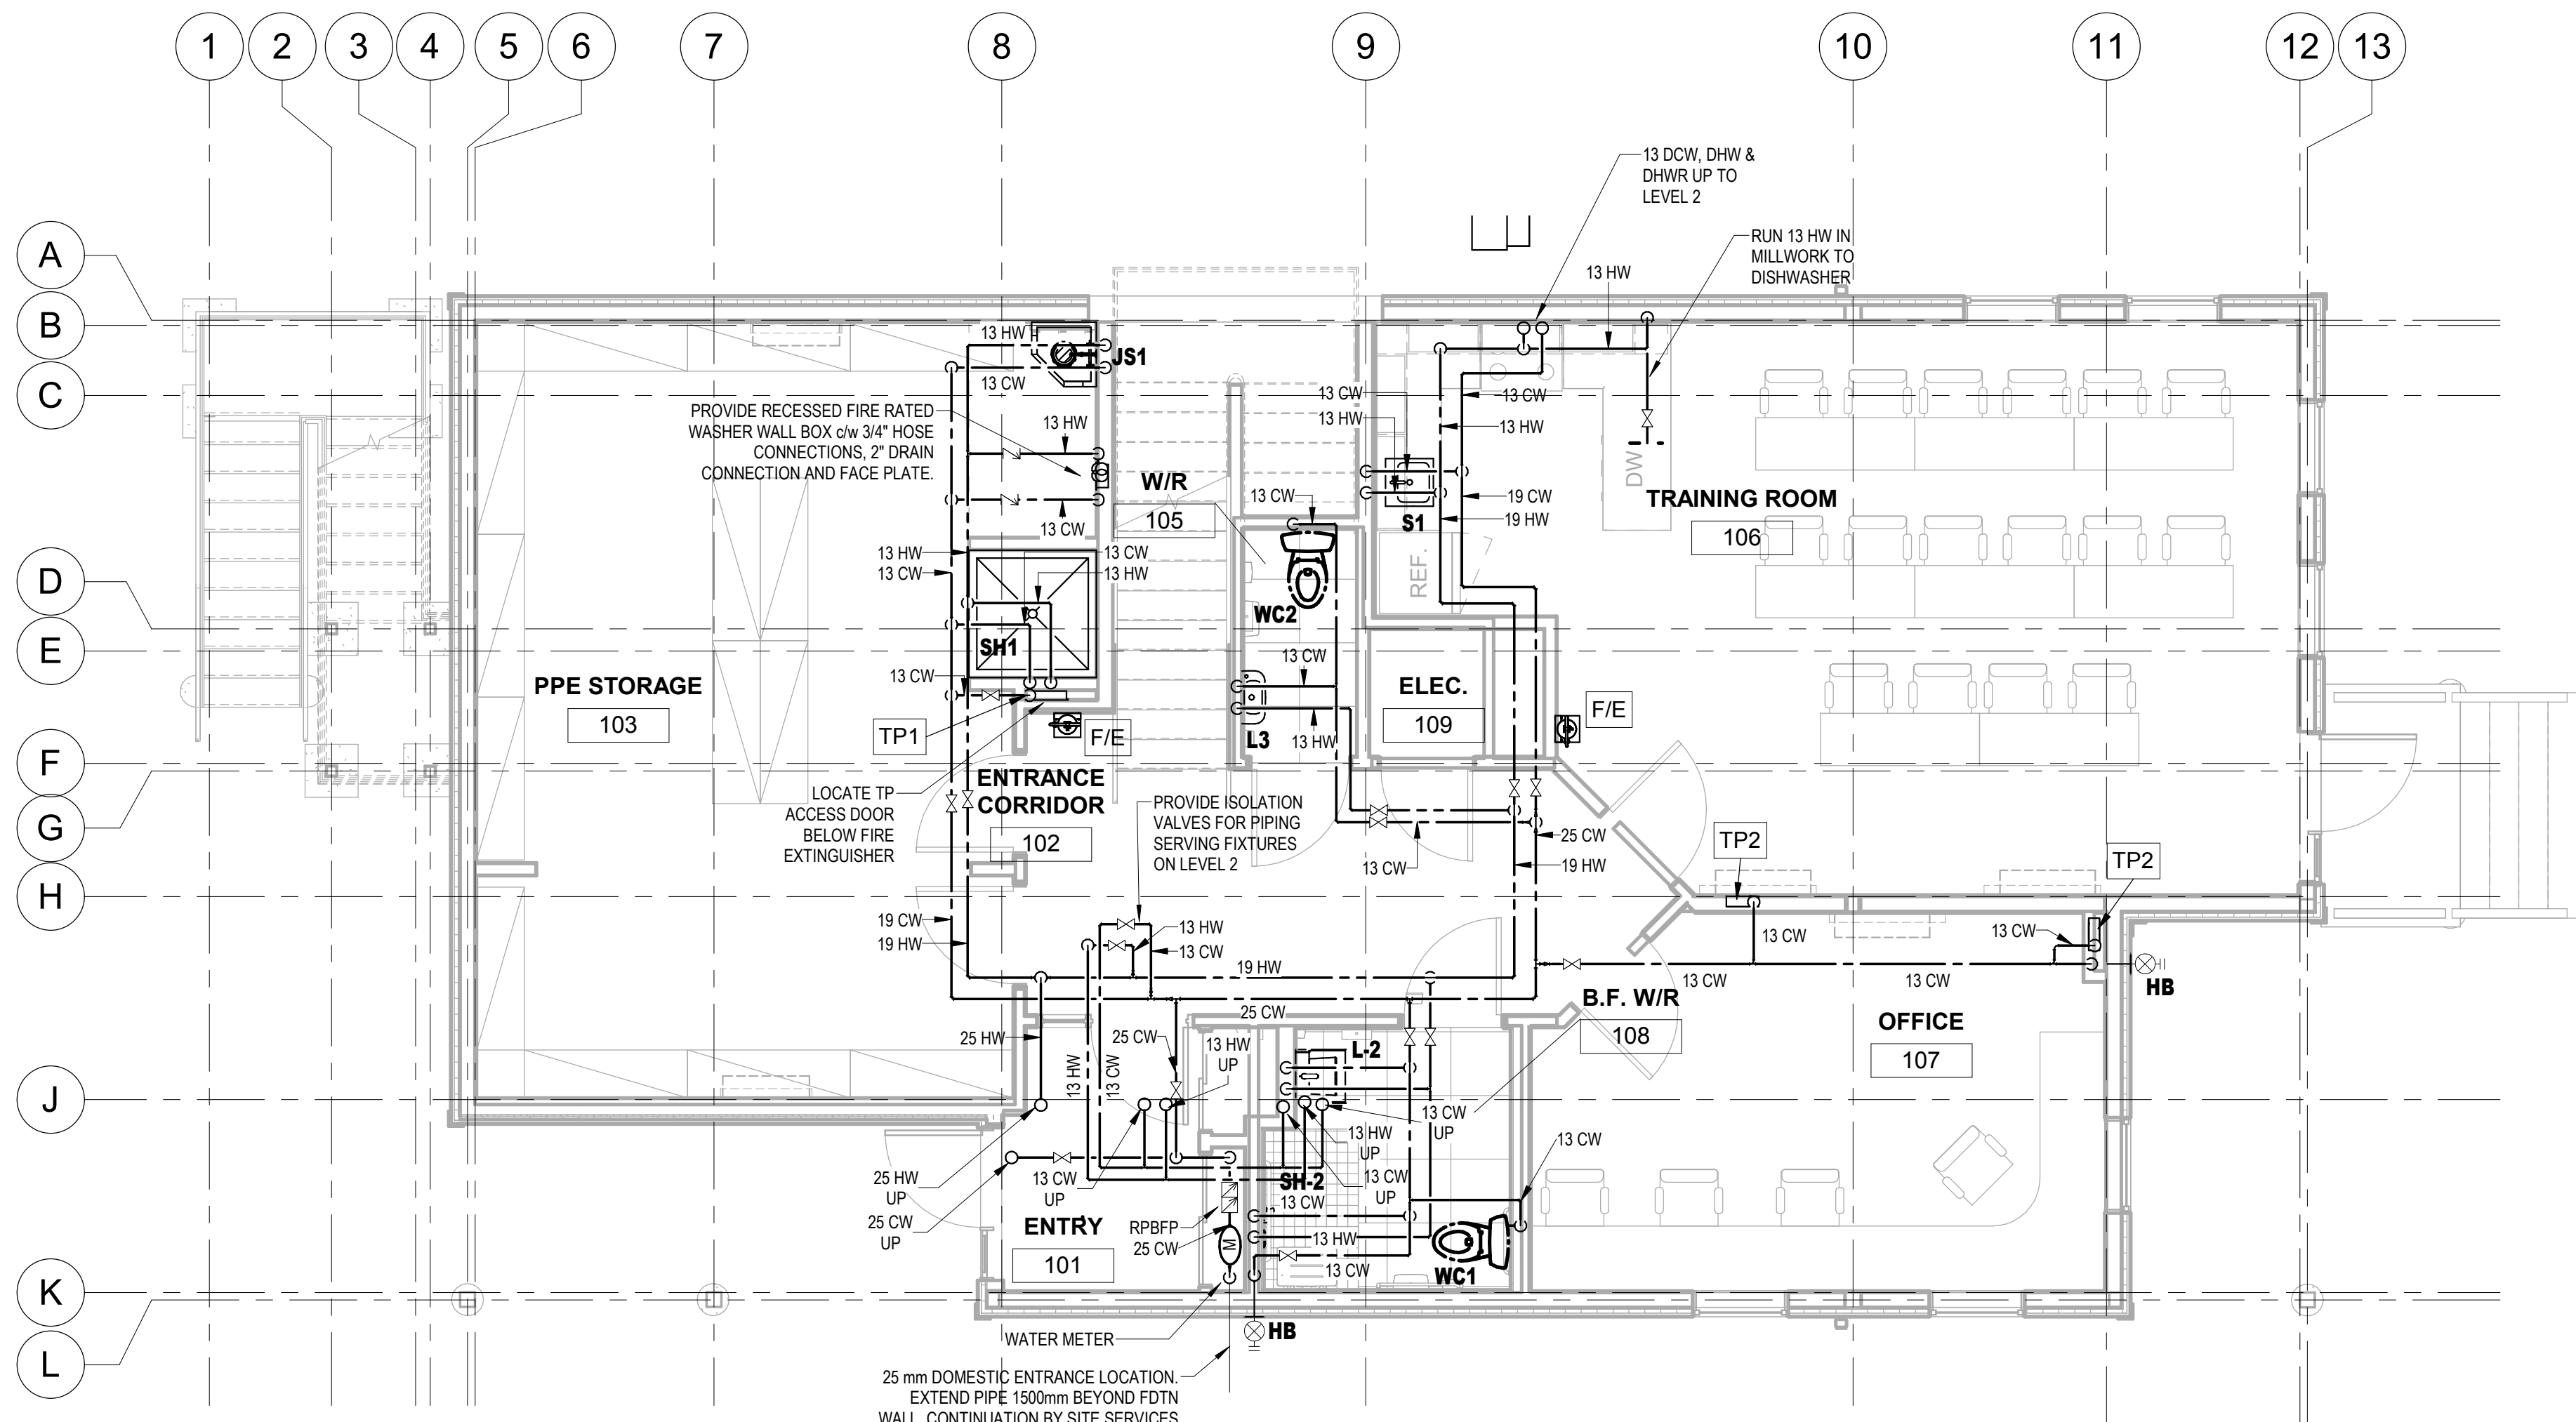 1 2 3 4 5 6 7 8 9 10 11 12 13
A
B
C
D
E
F
G
H
J
K
L
13 DCW, DHW &
DHWR UP TO
LEVEL 2
RUN 13 HW IN
MILLWORK TO
DISHWASHER
13 HW
13 HW
JS1
13 CW
PROVIDE RECESSED FIRE RATED
WASHER WALL BOX c/w 3/4" HOSE
CONNECTIONS, 2" DRAIN
CONNECTION AND FACE PLATE.
13 HW
13 CW
W/R
105
13 CW
13 CW
13 HW
13 CW
13 HW
19 CW
19 HW
S1
DW
REF.
TRAINING ROOM
106
13 HW
13 CW
13 CW
13 HW
SH1
13 CW
WC2
13 CW
L3
13 HW
PPE STORAGE
103
TP1
F/E
ELEC.
109
F/E
LOCATE TP
ACCESS DOOR
BELOW FIRE
EXTINGUISHER
ENTRANCE
CORRIDOR
102
PROVIDE ISOLATION
VALVES FOR PIPING
SERVING FIXTURES
ON LEVEL 2
13 CW
25 CW
19 HW
TP2
TP2
19 CW
19 HW
13 HW
13 CW
19 HW
25 CW
13 CW
13 CW
13 CW
13 CW
HB
B.F. W/R
108
OFFICE
107
25 HW
13 HW
13 CW
25 CW
13 HW
UP
L-2
13 CW
UP
13 HW
UP
13 CW
UP
SH-2
13 CW
13 CW
13 HW
13 CW
WC1
25 HW
UP
25 CW
UP
13 CW
UP
ENTRY
101
RPBFP
25 CW
M
WATER METER
HB
25 mm DOMESTIC ENTRANCE LOCATION.
EXTEND PIPE 1500mm BEYOND FDTN
WALL. CONTINUATION BY SITE SERVICES